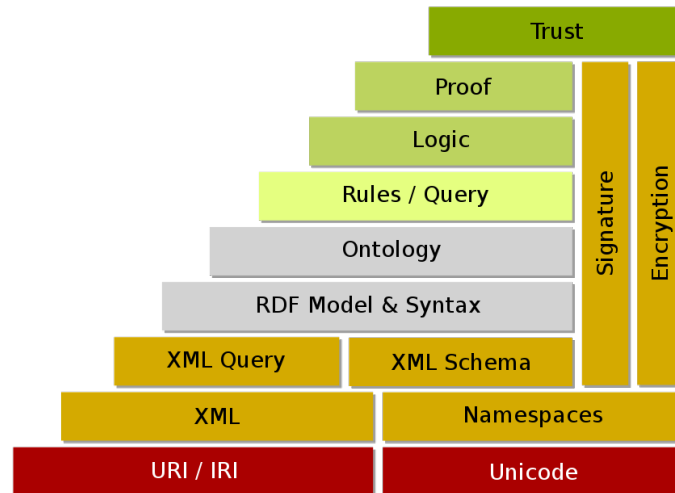 Trust
Proof
Logic
Rules / Query
Ontology
RDF Model & Syntax
XML Query
XML Schema
XML
Namespaces
URI / IRI
Unicode
Signature
Encryption